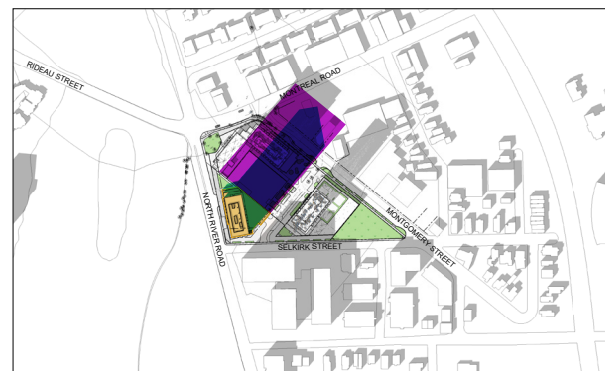 RIDEAU STREET
MONTREAL ROAD
NORTH RIVER ROAD
MONTGOMERY STREET
SELKIRK STREET